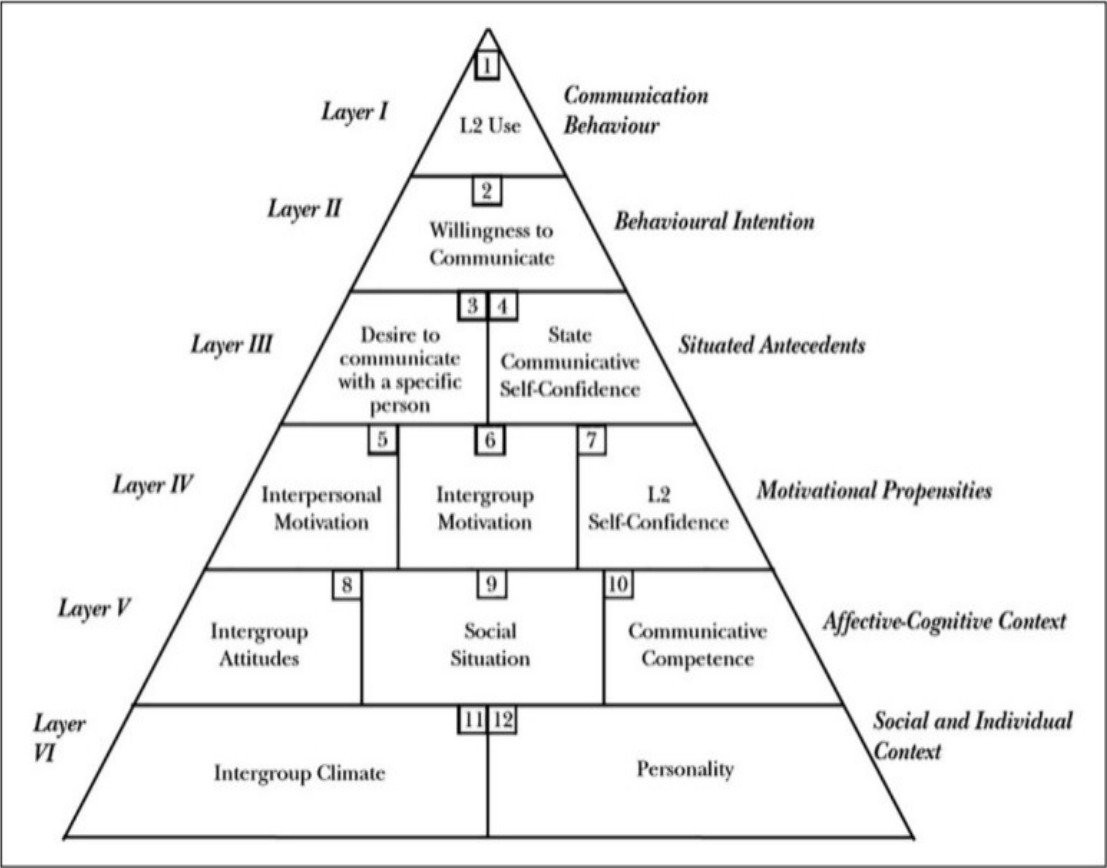 1
Layer I
L2 Use
Communication
Behaviour
2
Layer II
Willingness to
Communicate
Behavioural Intention
3 4
Layer III
Desire to
communicate
with a specific
person
State
Communicative
Self-Confidence
Situated Antecedents
5 6 7
Layer IV
Interpersonal
Motivation
Intergroup
Motivation
L2
Self-Confidence
Motivational Propensities
8 9 10
Layer V
Intergroup
Attitudes
Social
Situation
Communicative
Competence
Affective-Cognitive Context
11 12
Layer
VI
Intergroup Climate
Personality
Social and Individual
Context